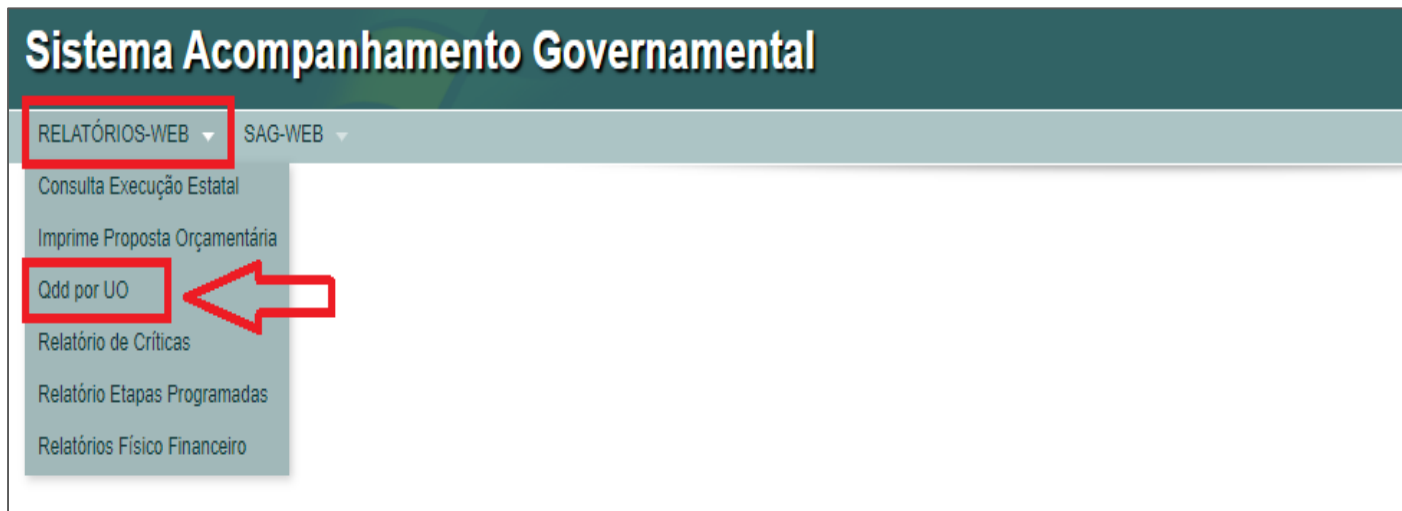 Sistema Acompanhamento Governamental
RELATÓRIOS-WEB SAG-WEB
Consulta Execução Estatal
Imprime Proposta Orçamentária
Qdd por UO
Relatório de Críticas
Relatório Etapas Programadas
Relatórios Físico Financeiro